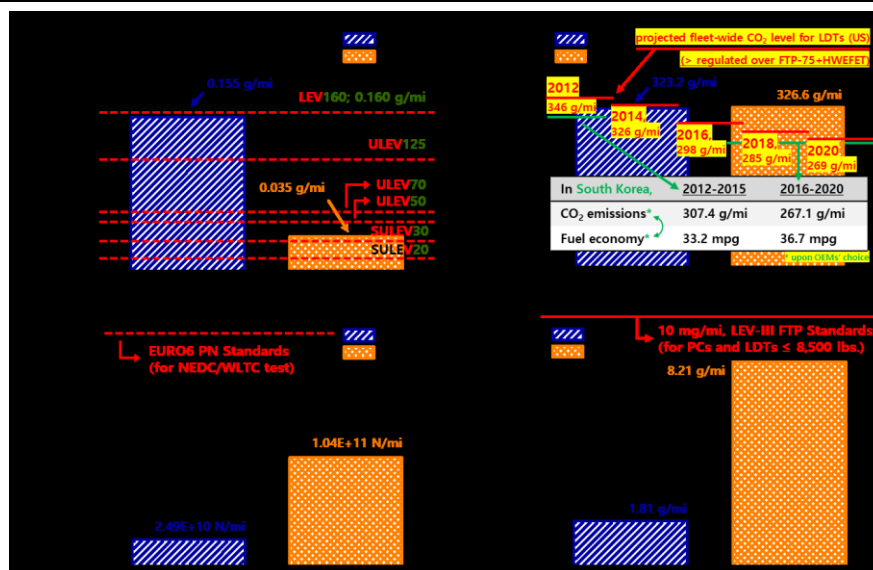 0.155 g/mi
LEV160; 0.160 g/mi
ULEV125
0.035 g/mi
ULEV70
ULEV50
SULEV30
SULEV20
projected fleet-wide CO₂ level for LDTs (US)
(> regulated over FTP-75+HWEFET)
2012
346 g/mi
323.2 g/mi
326.6 g/mi
2014,
326 g/mi
2016,
298 g/mi
2018,
285 g/mi
2020
269 g/mi
In South Korea, 2012-2015 2016-2020
CO₂ emissions* 307.4 g/mi 267.1 g/mi
Fuel economy* 33.2 mpg 36.7 mpg
* upon OEMs' choice
EURO6 PN Standards
(for NEDC/WLTC test)
1.04E+11 N/mi
2.49E+10 N/mi
10 mg/mi, LEV-III FTP Standards
(for PCs and LDTs ≤ 8,500 lbs.)
8.21 g/mi
1.81 g/mi